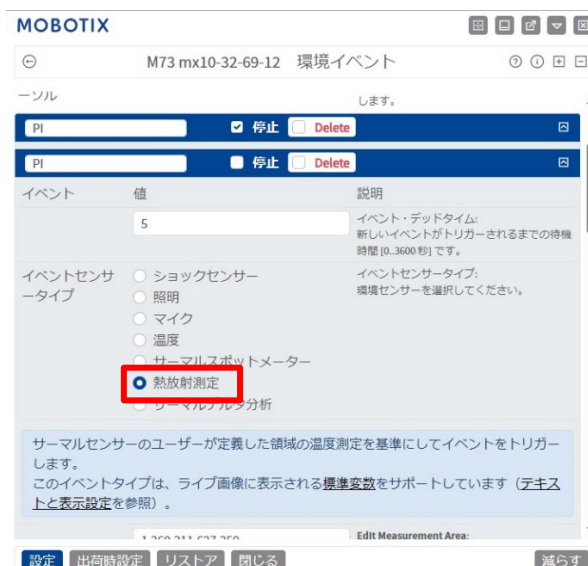 MOBOTIX
M73 mx10-32-69-12 環境イベント
ーソル
します。
PI 停止 Delete
PI 停止 Delete
イベント 値 説明
5
イベント・デッドタイム:
新しいイベントがトリガーされるまでの待機
時間 [0..3600 秒] です。
イベントセンサ
ータイプ
ショックセンサー
照明
マイク
温度
サーマルスポットメーター
熱放射測定
サーマルデルタ分析
イベントセンサータイプ:
環境センサーを選択してください。
サーマルセンサーのユーザーが定義した領域の温度測定を基準にしてイベントをトリガー
します。
このイベントタイプは、ライブ画像に表示される標準変数をサポートしています（テキス
トと表示設定を参照）。
Edit Measurement Area:
設定 出荷時設定 リストア 閉じる 減らす